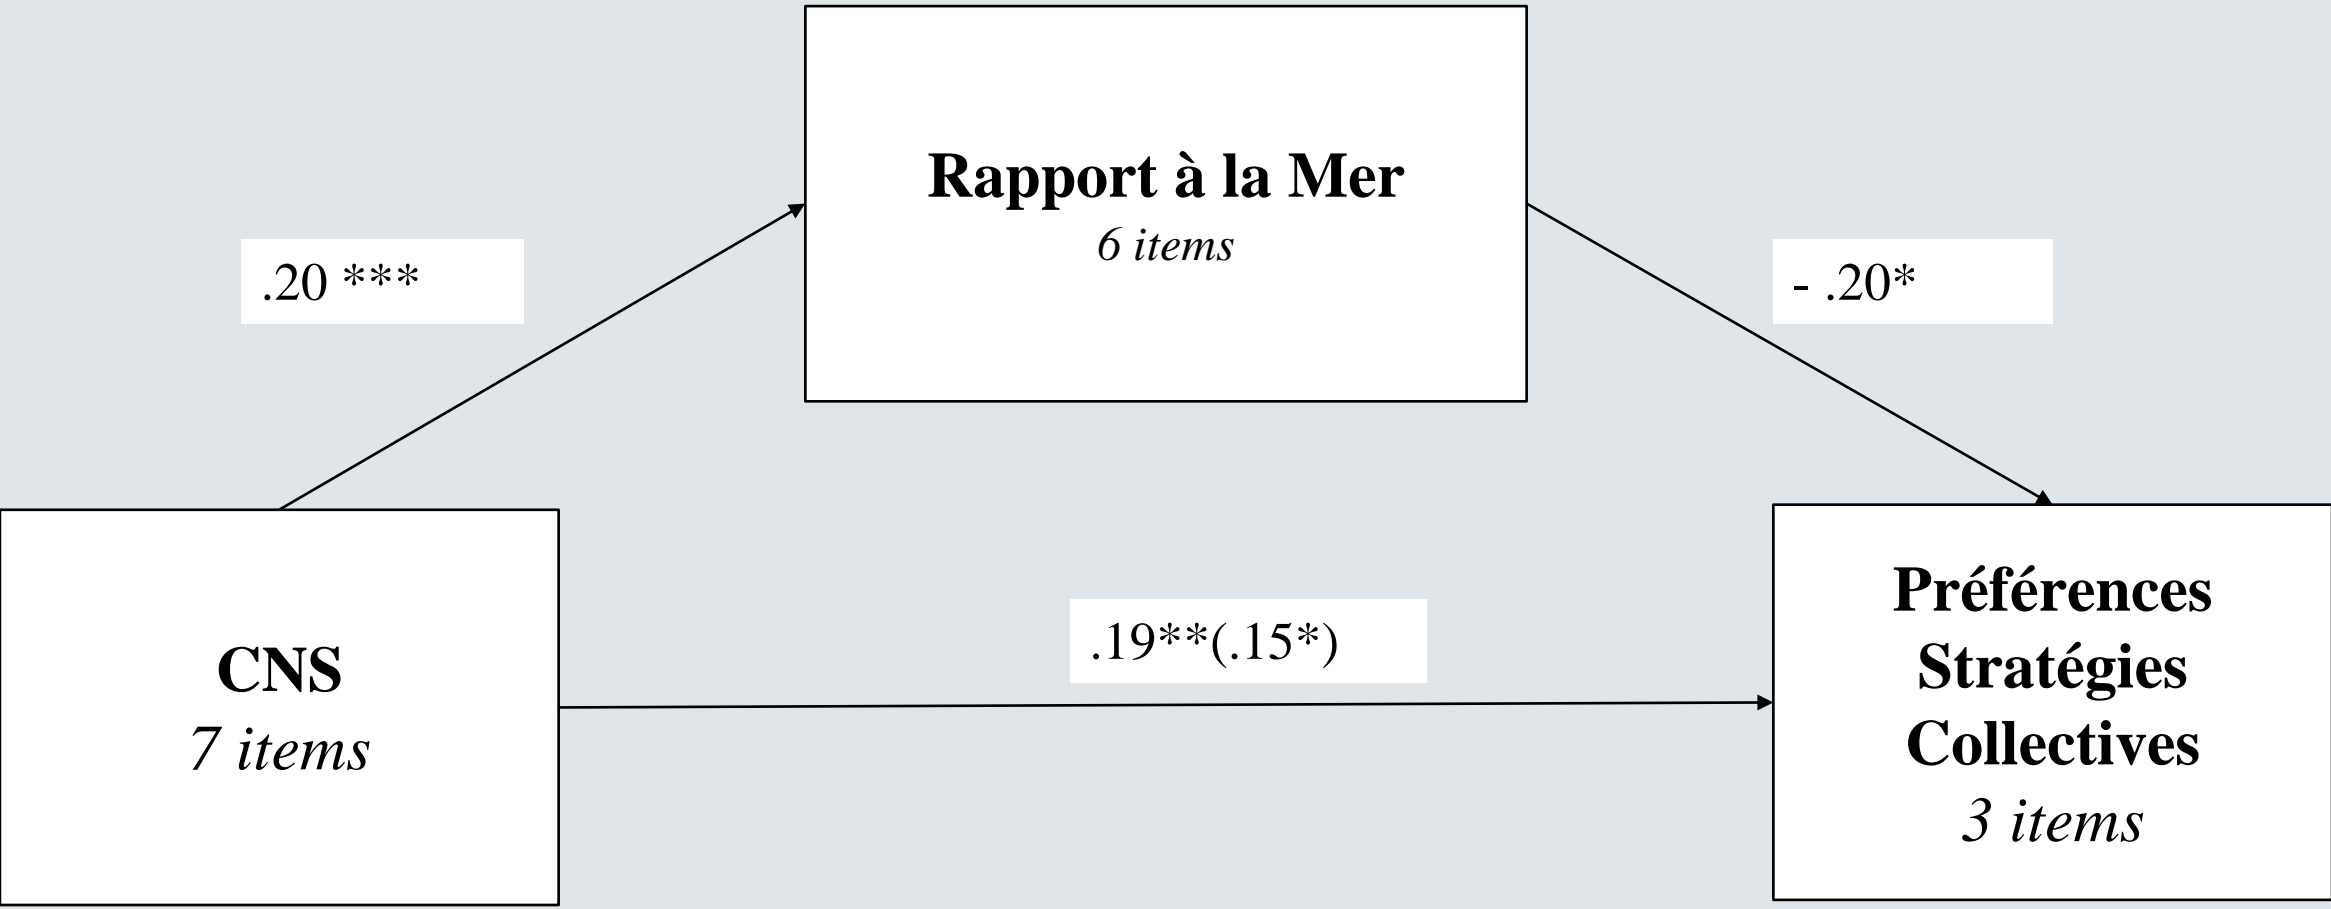 Rapport à la Mer
6 items
.20 ***
- .20*
.19**(.15*)
CNS
7 items
Préférences
Stratégies
Collectives
3 items